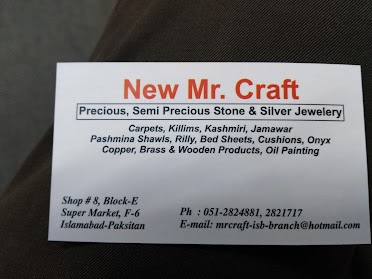 New Mr. Craft
Precious, Semi Precious Stone & Silver Jewelery
Carpets, Killims, Kashmiri, Jamawar
Pashmina Shawls, Rilly, Bed Sheets, Cushions, Onyx
Copper, Brass & Wooden Products, Oil Painting
Shop # 8, Block-E
Super Market, F-6
Islamabad-Paksitan
Ph : 051-2824881, 2821717
E-mail: mrcraft-isb-branch@hotmail.com